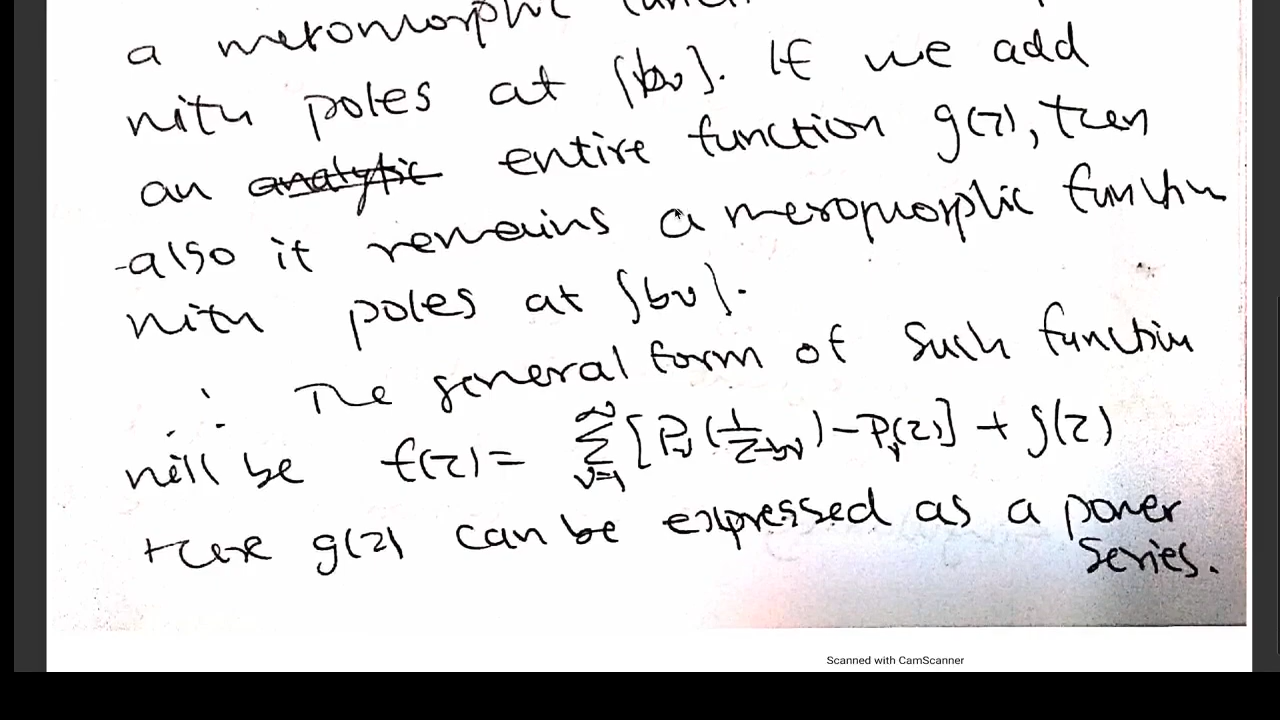 a meromorphic
with poles at {bν}. If we add
an analytic entire function g(z), then
also it remains a meromorphic function
with poles at {bν}.
∴ The general form of such function
will be f(z) = ∑_{ν=1}^{∞} [Pν(1/(z-bν)) - pν(z)] + g(z)
Here g(z) can be expressed as a power
series.
Scanned with CamScanner